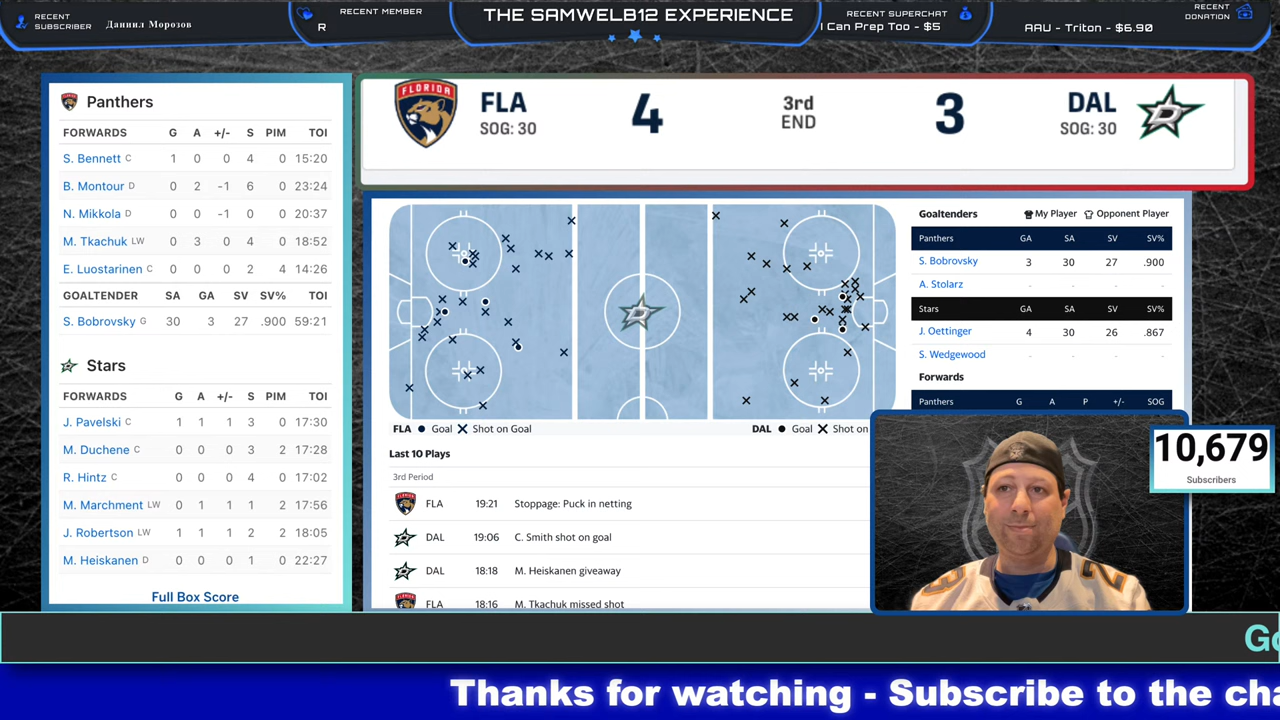 RECENT SUBSCRIBER
Даниил Морозов
RECENT MEMBER
R
THE SAMWELB12 EXPERIENCE
RECENT SUPERCHAT
I Can Prep Too - $5
RECENT DONATION
AAU - Triton - $6.90
Panthers
FORWARDS G A +/- S PIM TOI
S. Bennett C 1 0 0 4 0 15:20
B. Montour D 0 2 -1 6 0 23:24
N. Mikkola D 0 0 -1 0 0 20:37
M. Tkachuk LW 0 3 0 4 0 18:52
E. Luostarinen C 0 0 0 2 4 14:26
GOALTENDER SA GA SV SV% TOI
S. Bobrovsky G 30 3 27 .900 59:21
Stars
FORWARDS G A +/- S PIM TOI
J. Pavelski C 1 1 1 3 0 17:30
M. Duchene C 0 0 0 3 2 17:28
R. Hintz C 0 0 0 4 0 17:02
M. Marchment LW 0 1 1 1 2 17:56
J. Robertson LW 1 1 1 2 2 18:05
M. Heiskanen D 0 0 0 1 0 22:27
Full Box Score
FLORIDA
FLA
SOG: 30
4
3rd
END
3
DAL
SOG: 30
D
D
FLA Goal Shot on Goal
DAL Goal Shot on
Last 10 Plays
3rd Period
FLA 19:21 Stoppage: Puck in netting
DAL 19:06 C. Smith shot on goal
DAL 18:18 M. Heiskanen giveaway
FLA 18:16 M. Tkachuk missed shot
Goaltenders My Player Opponent Player
Panthers GA SA SV SV%
S. Bobrovsky 3 30 27 .900
A. Stolarz - - - -
Stars GA SA SV SV%
J. Oettinger 4 30 26 .867
S. Wedgewood - - - -
Forwards
Panthers G A P +/- SOG
10,679
Subscribers
Go
Thanks for watching - Subscribe to the cha